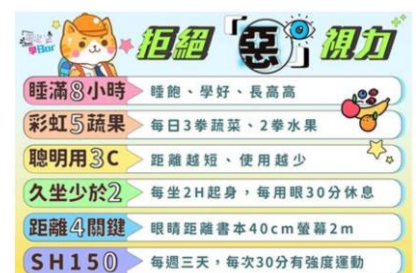 拒絕「惡」視力
睡滿8小時 睡飽、學好、長高高
彩虹5蔬果 每日3拳蔬菜、2拳水果
聰明用3C 距離越短、使用越少
久坐少於2 每坐2H起身，每用眼30分休息
距離4關鍵 眼睛距離書本40cm螢幕2m
SH150 每週三天，每次30分有強度運動